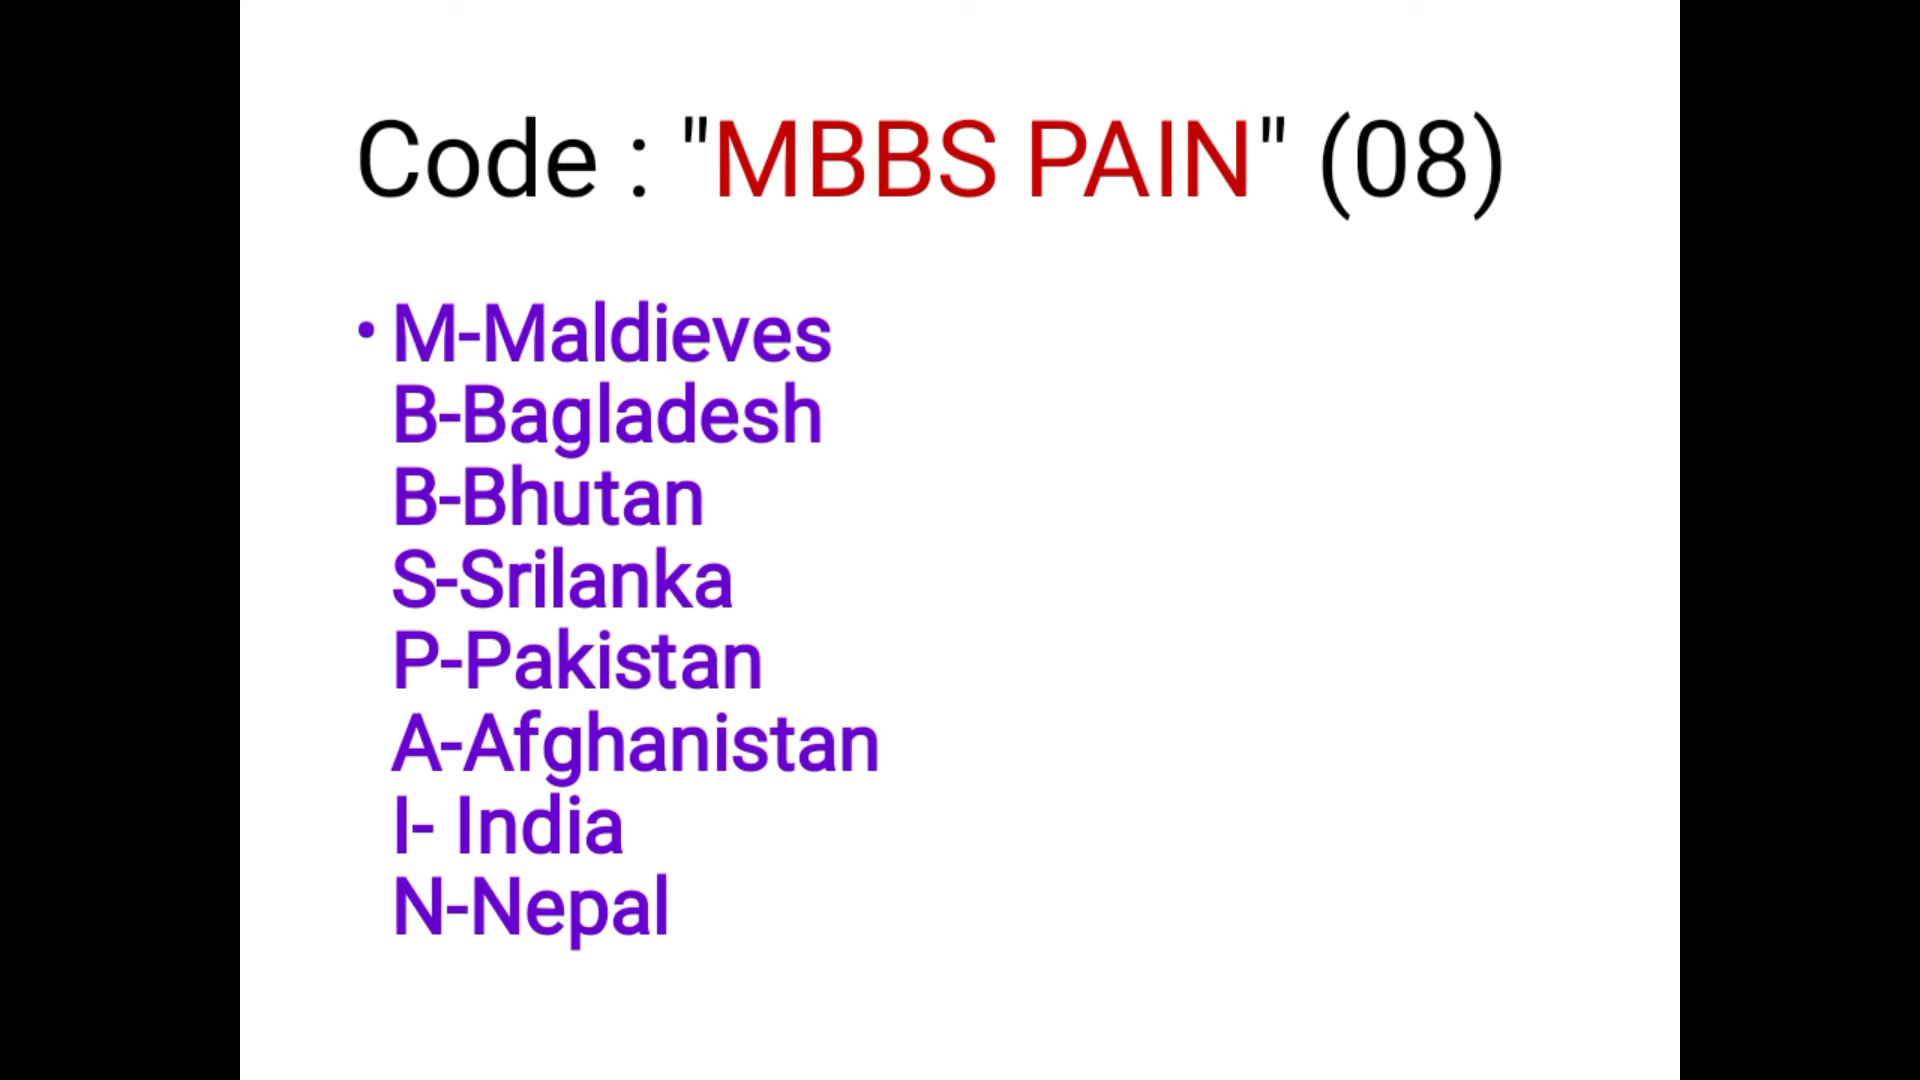 Code : "MBBS PAIN" (08)
• M-Maldieves
B-Bagladesh
B-Bhutan
S-Srilanka
P-Pakistan
A-Afghanistan
I- India
N-Nepal